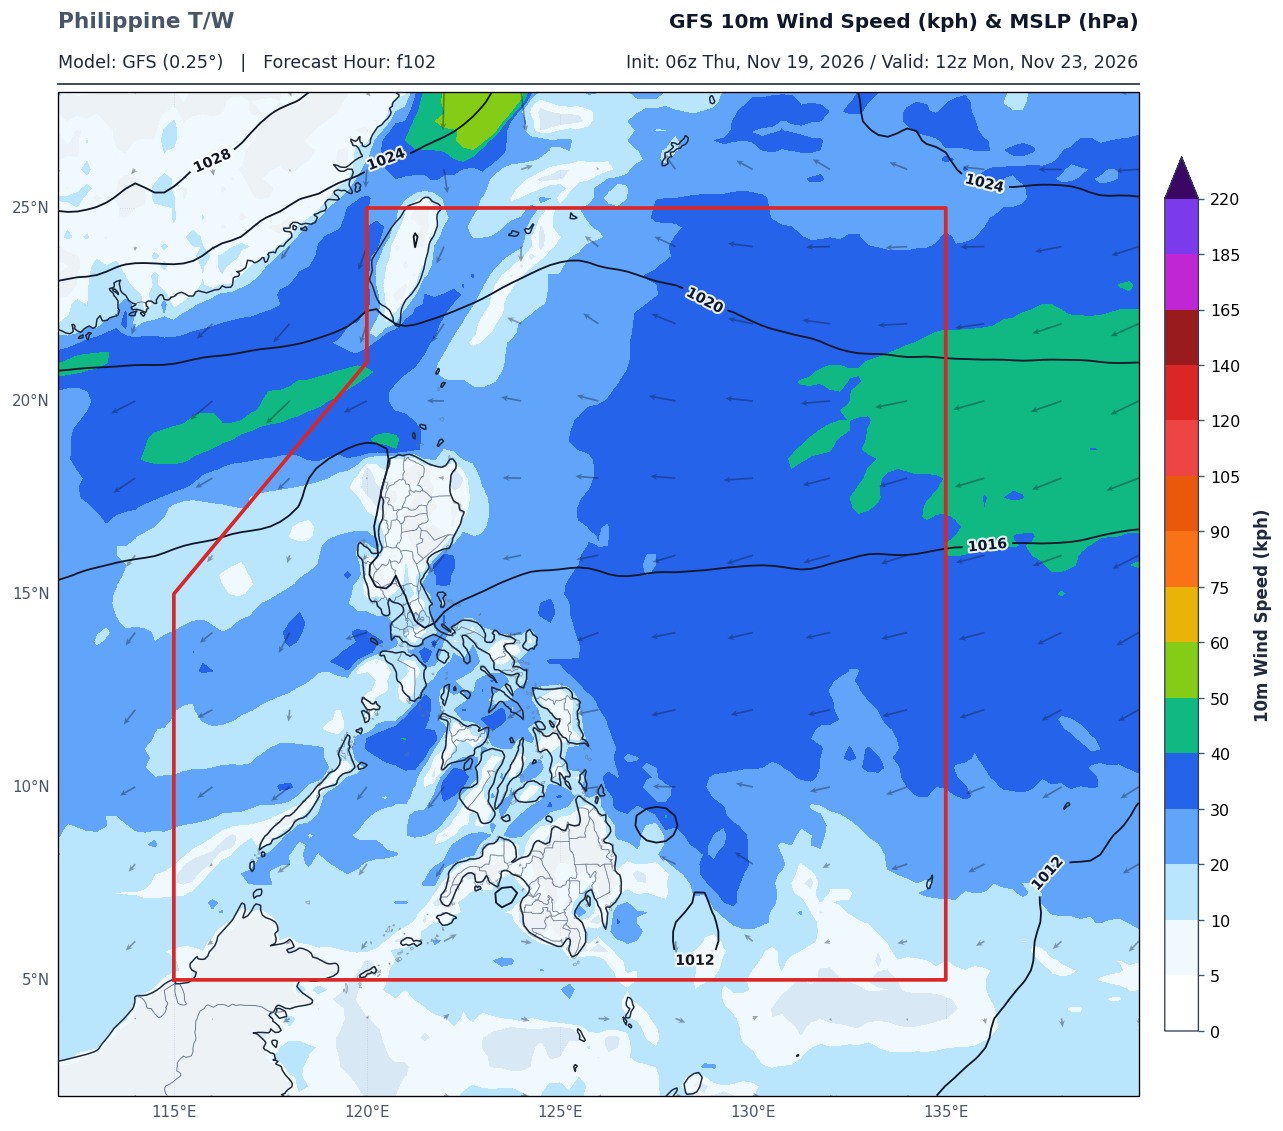 Philippine T/W
GFS 10m Wind Speed (kph) & MSLP (hPa)
Model: GFS (0.25°)   |   Forecast Hour: f102
Init: 06z Thu, Nov 19, 2026 / Valid: 12z Mon, Nov 23, 2026
1028
1024
1024
1020
1016
1012
1012
25°N
20°N
15°N
10°N
5°N
115°E
120°E
125°E
130°E
135°E
220
185
165
140
120
105
90
75
60
50
40
30
20
10
5
0
10m Wind Speed (kph)